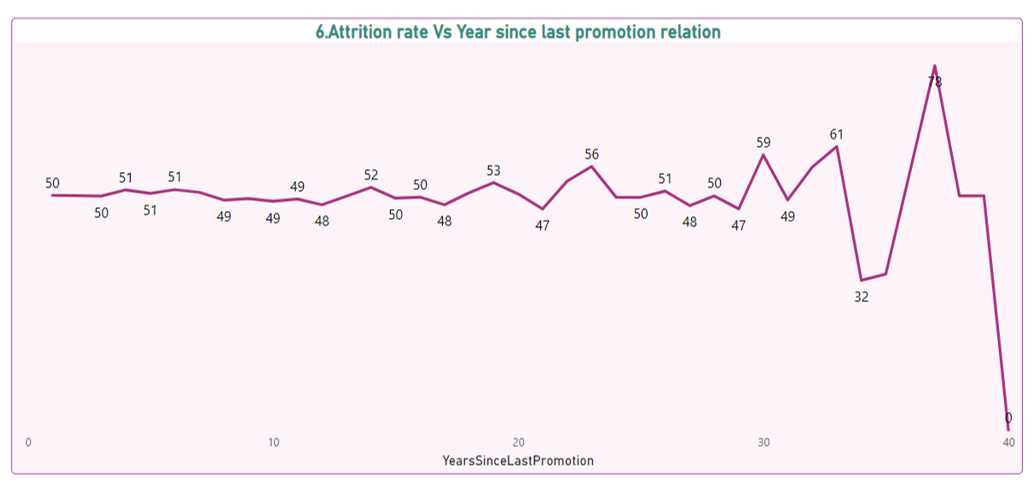 6.Attrition rate Vs Year since last promotion relation
78
61
59
56
53
52
51 51 51
50 50 50
49
50 51 50 50
49 49 49
48 48 48
47 47
32
0
0 10 20 30 40
YearsSinceLastPromotion